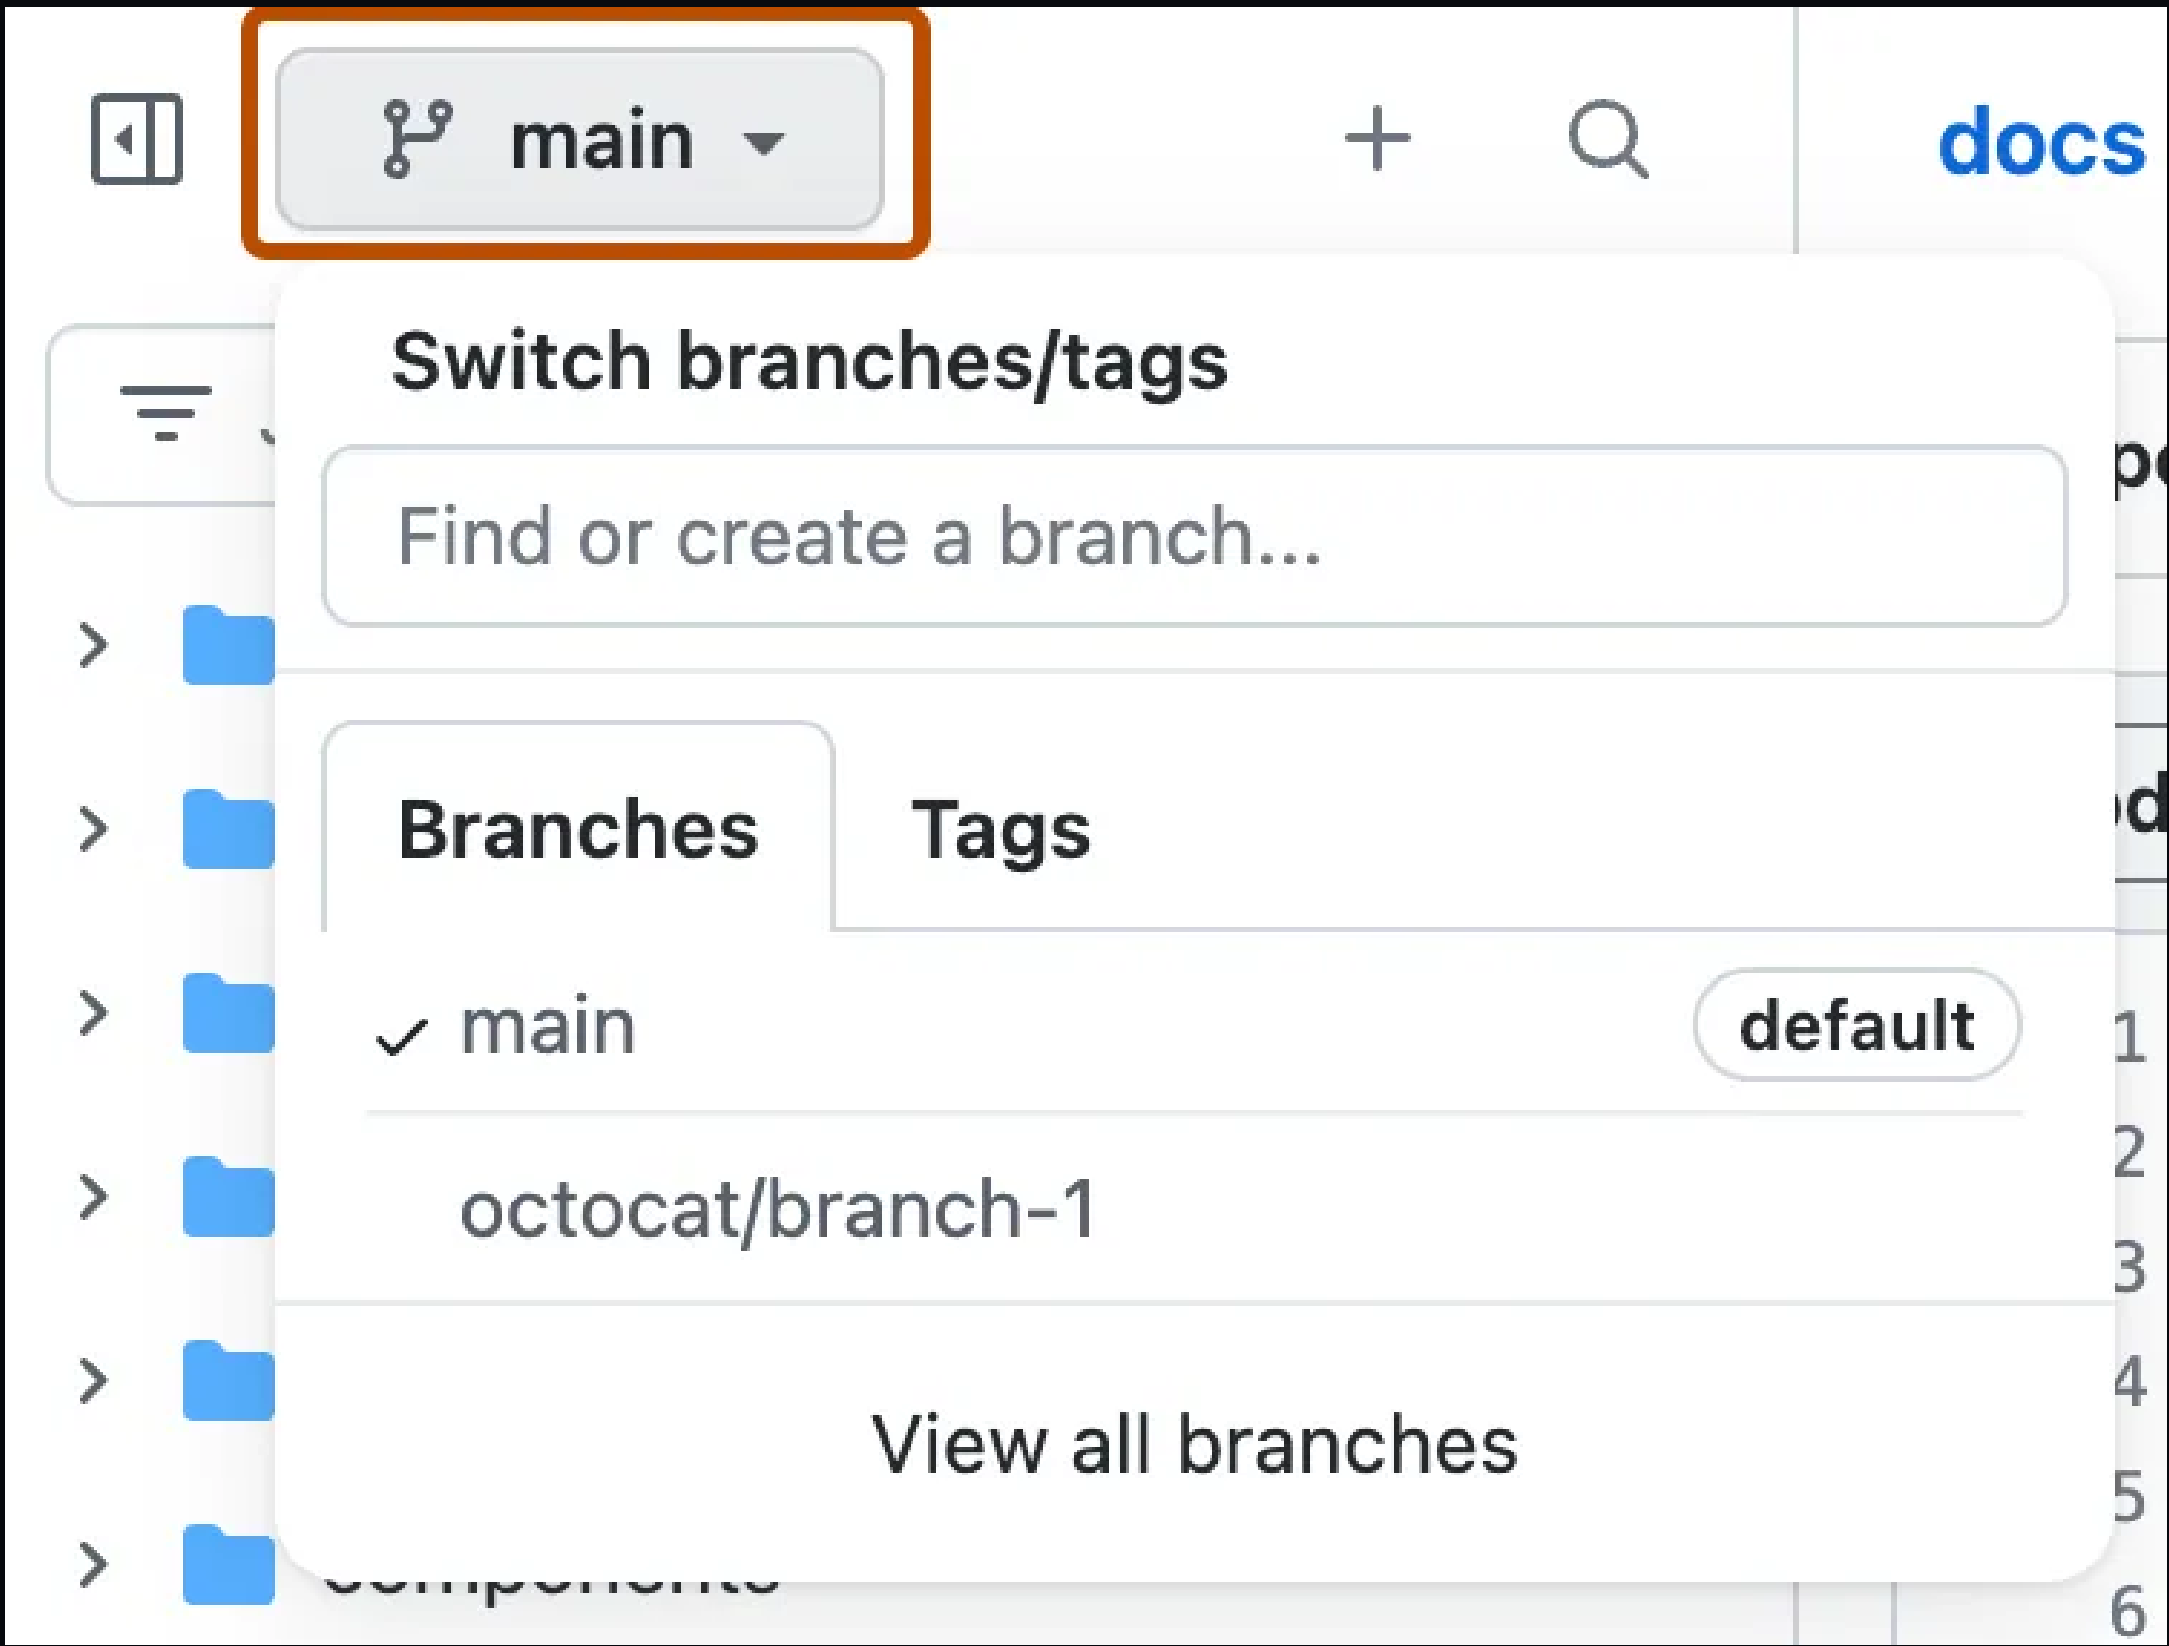 main
docs
Switch branches/tags
Find or create a branch...
Branches
Tags
main
default
1
2
octocat/branch-1
3
4
View all branches
5
components
6